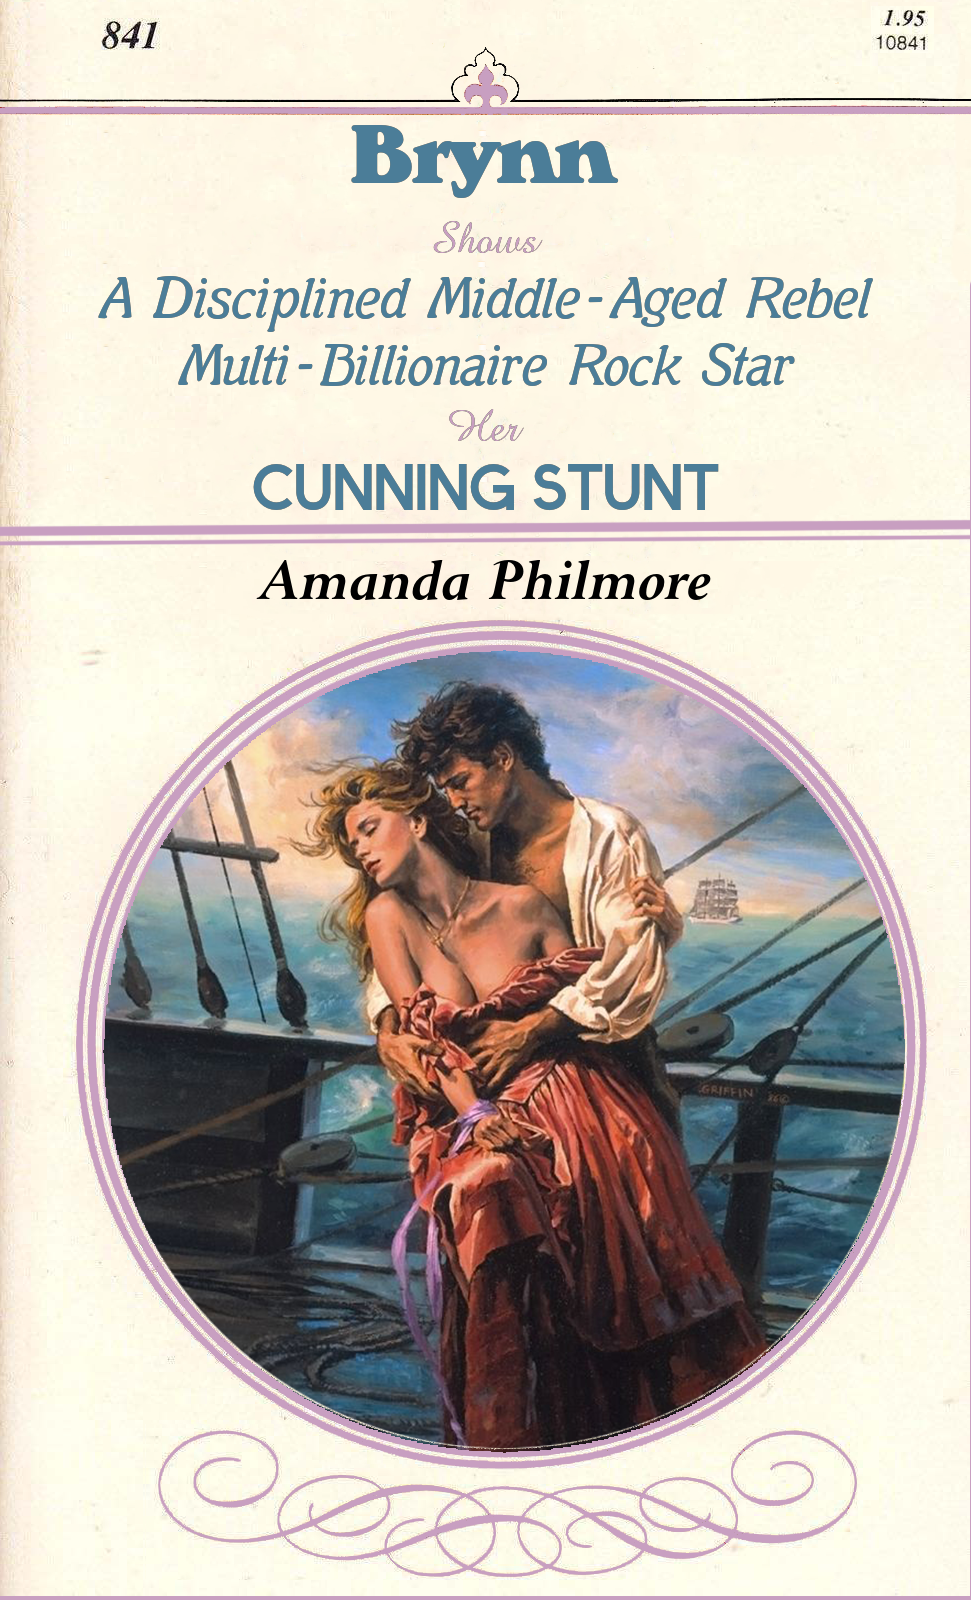 841
1.95
10841
Brynn
Shows
A Disciplined Middle-Aged Rebel
Multi-Billionaire Rock Star
Her
CUNNING STUNT
Amanda Philmore
GRIFFIN